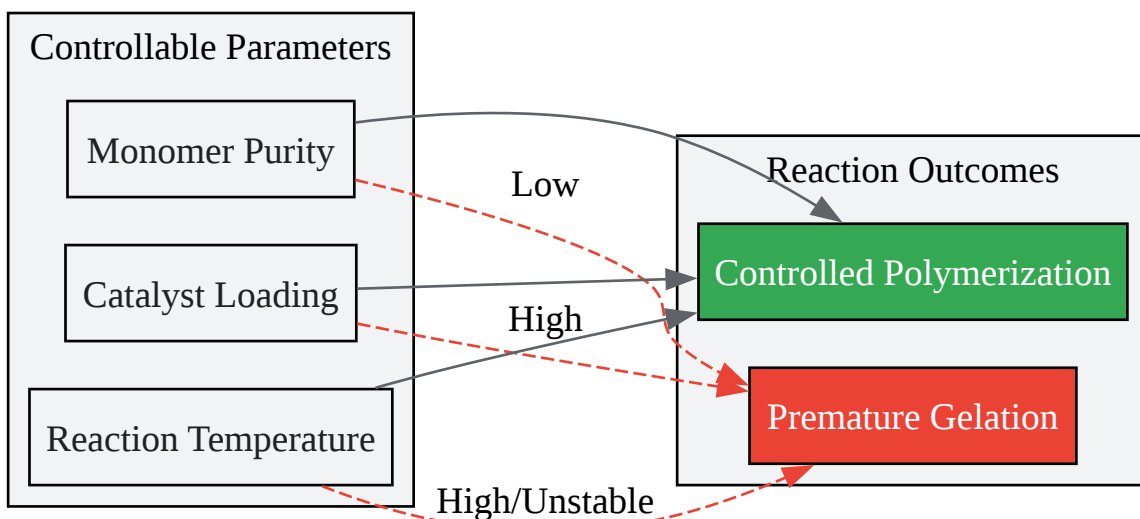 Controllable Parameters
Monomer Purity
Catalyst Loading
Reaction Temperature
Low
High
High/Unstable
Reaction Outcomes
Controlled Polymerization
Premature Gelation